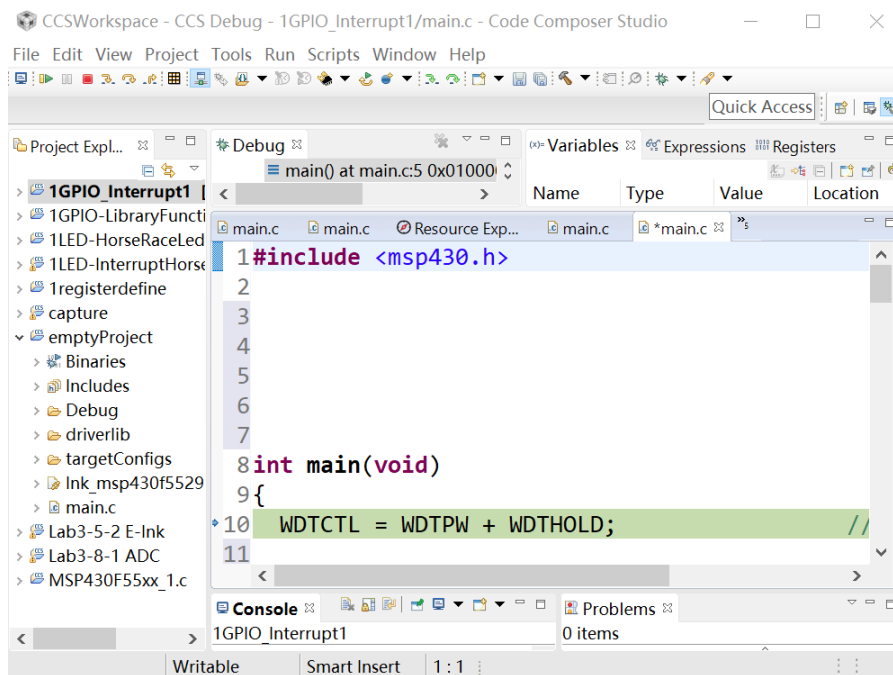 CCSWorkspace - CCS Debug - 1GPIO_Interrupt1/main.c - Code Composer Studio
File Edit View Project Tools Run Scripts Window Help
Quick Access
Project Expl...
1GPIO_Interrupt1 [
1GPIO-LibraryFuncti
1LED-HorseRaceLed
1LED-InterruptHorse
1registerdefine
capture
emptyProject
Binaries
Includes
Debug
driverlib
targetConfigs
lnk_msp430f5529
main.c
Lab3-5-2 E-Ink
Lab3-8-1 ADC
MSP430F55xx_1.c
Debug
main() at main.c:5 0x01000
(x)= Variables Expressions Registers
Name Type Value Location
main.c main.c Resource Exp... main.c *main.c »5
1 #include <msp430.h>
2
3
4
5
6
7
8 int main(void)
9 {
10 WDTCTL = WDTPW + WDTHOLD; //
11
Console
1GPIO_Interrupt1
Problems
0 items
Writable Smart Insert 1 : 1